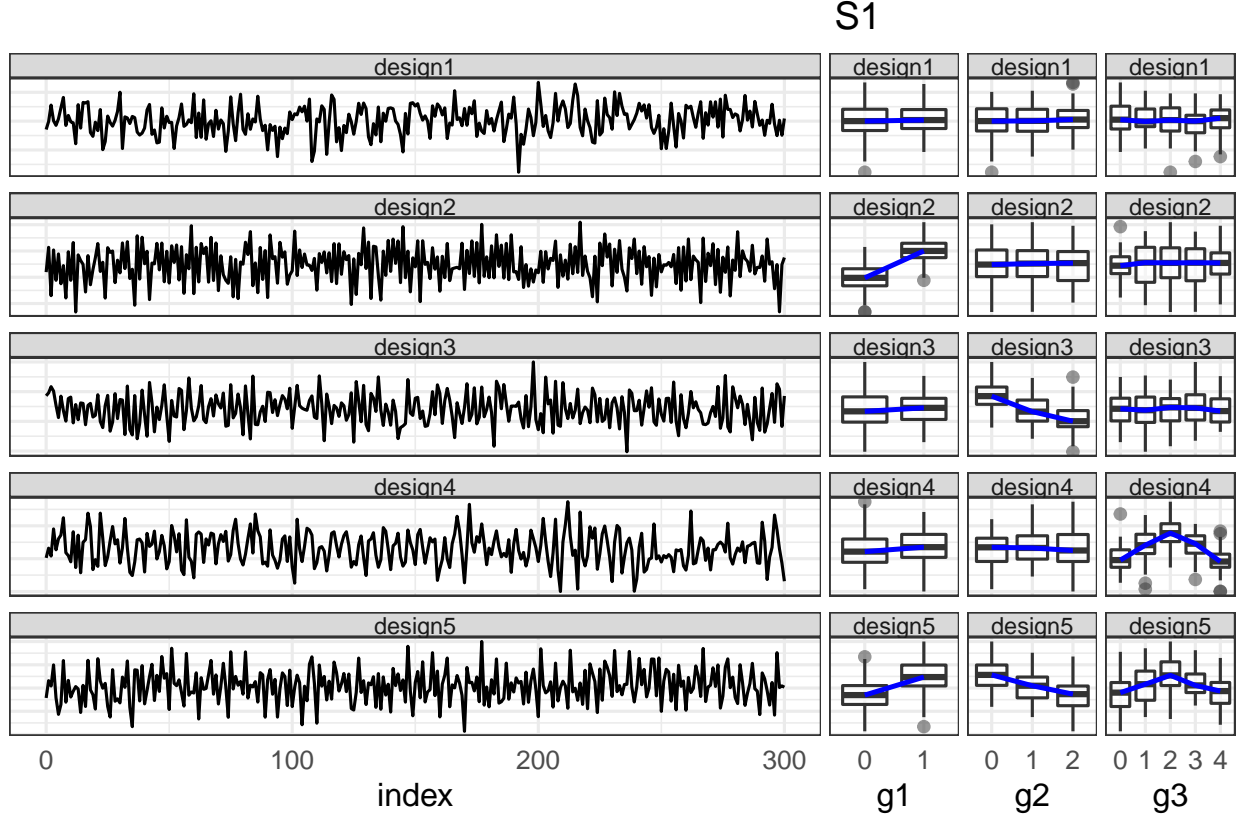 S1
design1 design1 design1 design1
design2 design2 design2 design2
design3 design3 design3 design3
design4 design4 design4 design4
design5 design5 design5 design5
0 100 200 300 0 1 0 1 2 0 1 2 3 4
index g1 g2 g3